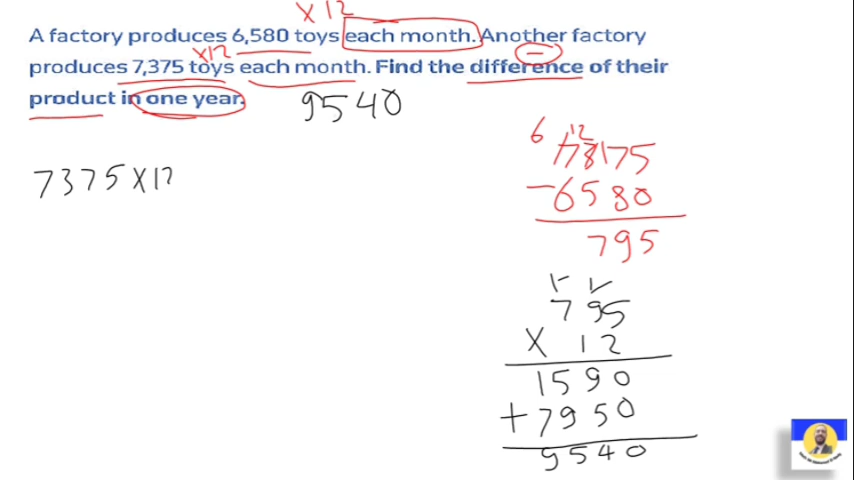 X 12
A factory produces 6,580 toys each month. Another factory
X12
−
produces 7,375 toys each month. Find the difference of their
product in one year.
9540
7375 X 12
6 12
7375
− 6580
795
795
X 12
1590
+ 7950
9540